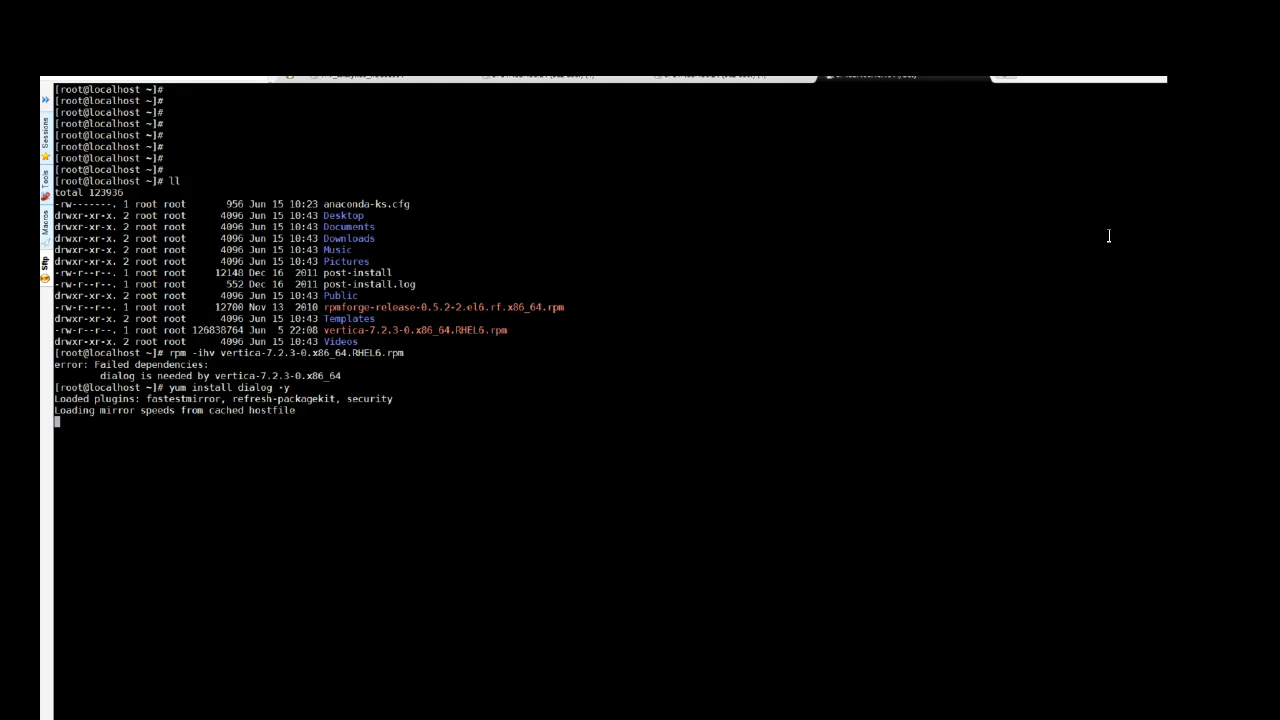 [root@localhost ~]#
[root@localhost ~]#
[root@localhost ~]#
[root@localhost ~]#
[root@localhost ~]#
[root@localhost ~]#
[root@localhost ~]#
[root@localhost ~]#
[root@localhost ~]# ll
total 123936
-rw-------. 1 root root 956 Jun 15 10:23 anaconda-ks.cfg
drwxr-xr-x. 2 root root 4096 Jun 15 10:43 Desktop
drwxr-xr-x. 2 root root 4096 Jun 15 10:43 Documents
drwxr-xr-x. 2 root root 4096 Jun 15 10:43 Downloads
drwxr-xr-x. 2 root root 4096 Jun 15 10:43 Music
drwxr-xr-x. 2 root root 4096 Jun 15 10:43 Pictures
-rw-r--r--. 1 root root 12148 Dec 16 2011 post-install
-rw-r--r--. 1 root root 552 Dec 16 2011 post-install.log
drwxr-xr-x. 2 root root 4096 Jun 15 10:43 Public
-rw-r--r--. 1 root root 12700 Nov 13 2010 rpmforge-release-0.5.2-2.el6.rf.x86_64.rpm
drwxr-xr-x. 2 root root 4096 Jun 15 10:43 Templates
-rw-r--r--. 1 root root 126838764 Jun 5 22:08 vertica-7.2.3-0.x86_64.RHEL6.rpm
drwxr-xr-x. 2 root root 4096 Jun 15 10:43 Videos
[root@localhost ~]# rpm -ihv vertica-7.2.3-0.x86_64.RHEL6.rpm
error: Failed dependencies:
dialog is needed by vertica-7.2.3-0.x86_64
[root@localhost ~]# yum install dialog -y
Loaded plugins: fastestmirror, refresh-packagekit, security
Loading mirror speeds from cached hostfile
Sessions
Tools
Macros
Sftp